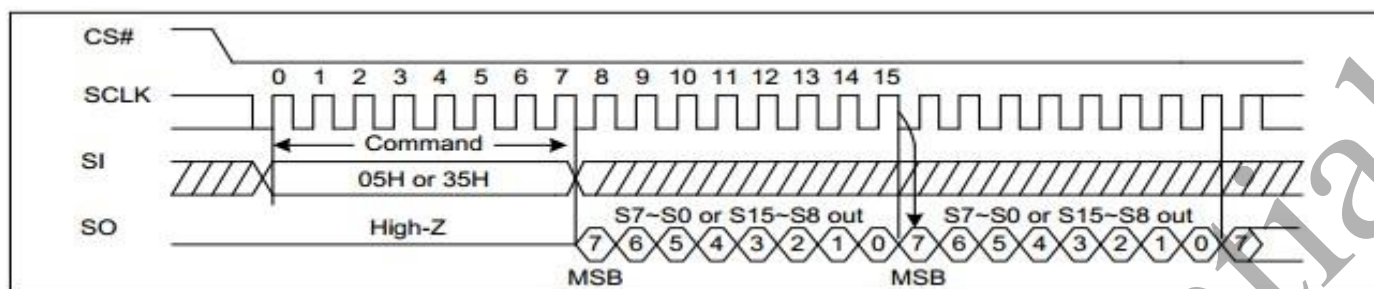 CS#
0 1 2 3 4 5 6 7 8 9 10 11 12 13 14 15
SCLK
Command
SI
05H or 35H
S7~S0 or S15~S8 out S7~S0 or S15~S8 out
SO
High-Z
7 6 5 4 3 2 1 0 7 6 5 4 3 2 1 0 7
MSB MSB
tial